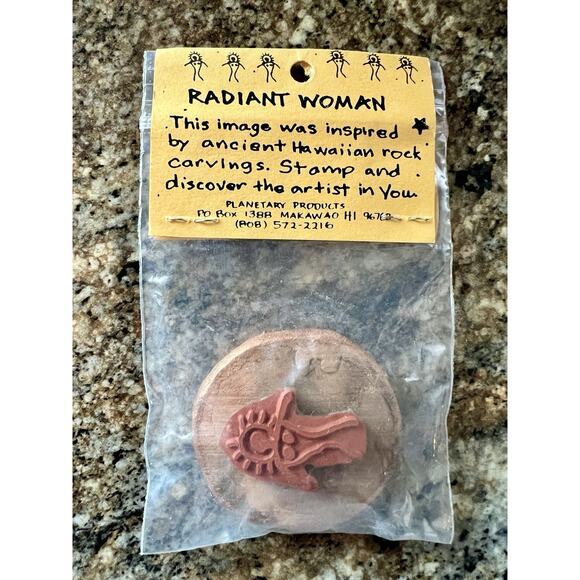 RADIANT WOMAN
This image was inspired
by ancient Hawaiian rock
carvings. Stamp and
discover the artist in You.
PLANETARY PRODUCTS
PO BOX 1388 MAKAWAO HI 96768
(808) 572-2216